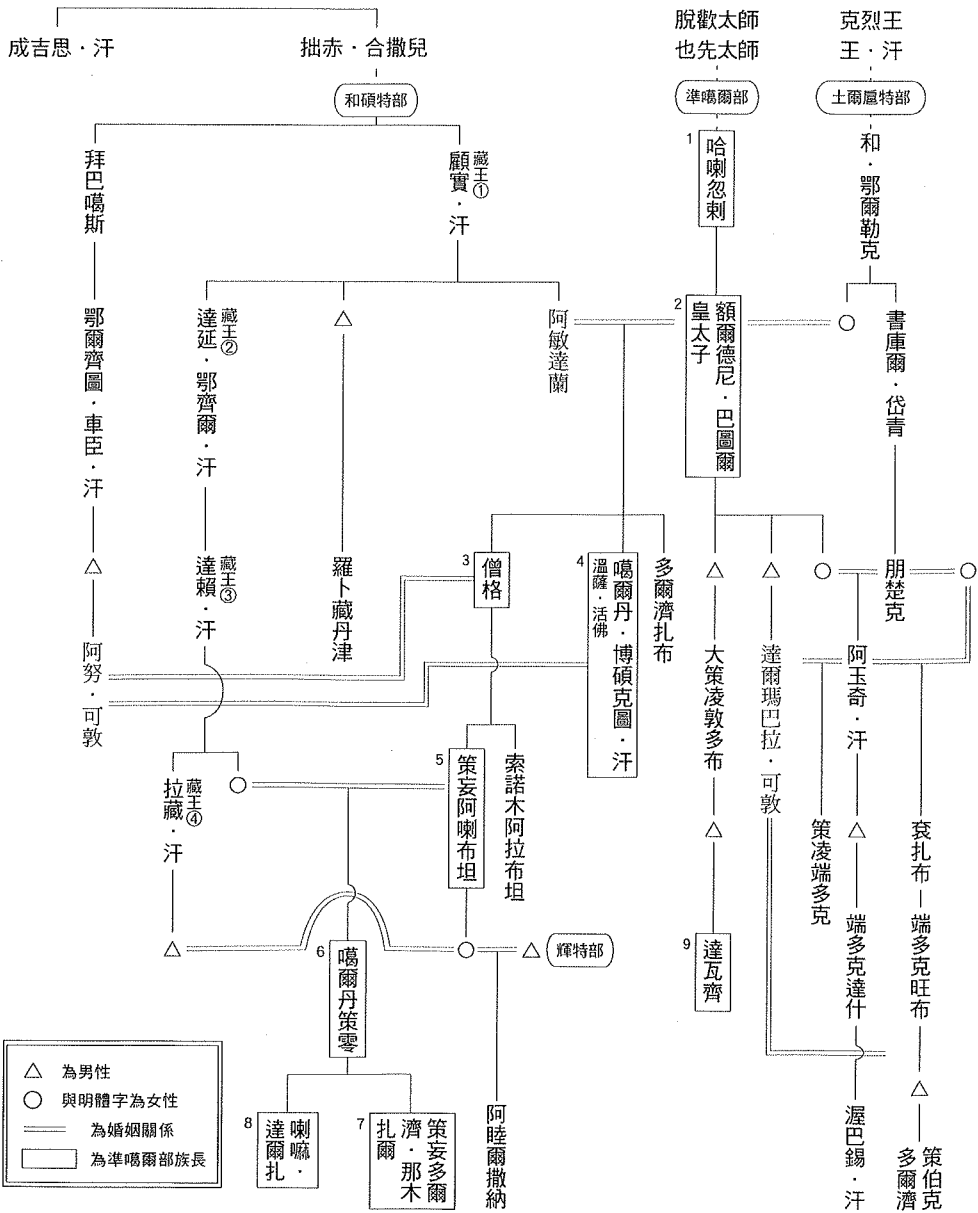 成吉思・汗
拙赤・合撒兒
脫歡太師
也先太師
克烈王
王・汗
和碩特部
準噶爾部
土爾扈特部
拜巴噶斯
藏王①
顧實・汗
1
哈喇忽剌
和・鄂爾勒克
鄂爾齊圖・車臣・汗
藏王②
達延・鄂齊爾・汗
△
阿敏達蘭
2
額爾德尼・巴圖爾
皇太子
○
書庫爾・岱青
△
藏王③
達賴・汗
羅卜藏丹津
3
僧格
4
噶爾丹・博碩克圖・汗
溫薩・活佛
多爾濟扎布
△
△
○
朋楚克
○
阿努・可敦
大策凌敦多布
達爾瑪巴拉・可敦
阿玉奇・汗
藏王④
拉藏・汗
○
5
策妄阿喇布坦
索諾木阿拉布坦
△
策凌端多克
△
袞扎布
△
6
噶爾丹策零
○
△
輝特部
9
達瓦齊
端多克達什
端多克旺布
8
喇嘛・
達爾扎
7
策妄多爾
濟・那木
扎爾
阿睦爾撒納
渥巴錫・汗
△
策伯克
多爾濟
△ 為男性
○ 與明體字為女性
為婚姻關係
為準噶爾部族長